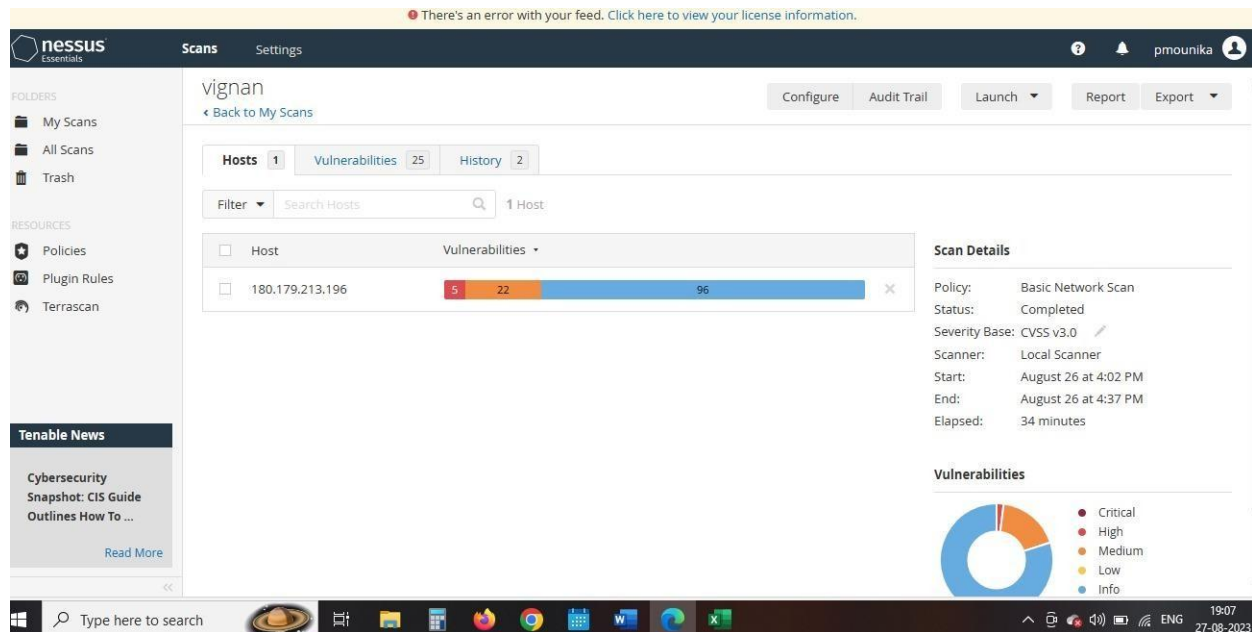 There's an error with your feed. Click here to view your license information.
nessus
Essentials
Scans Settings
pmounika
FOLDERS
My Scans
All Scans
Trash
RESOURCES
Policies
Plugin Rules
Terrascan
Tenable News
Cybersecurity
Snapshot: CIS Guide
Outlines How To ...
Read More
vignan
Back to My Scans
Configure Audit Trail Launch Report Export
Hosts 1 Vulnerabilities 25 History 2
Filter Search Hosts 1 Host
Host Vulnerabilities
180.179.213.196 5 22 96
Scan Details
Policy: Basic Network Scan
Status: Completed
Severity Base: CVSS v3.0
Scanner: Local Scanner
Start: August 26 at 4:02 PM
End: August 26 at 4:37 PM
Elapsed: 34 minutes
Vulnerabilities
Critical
High
Medium
Low
Info
Type here to search
ENG
19:07
27-08-2023